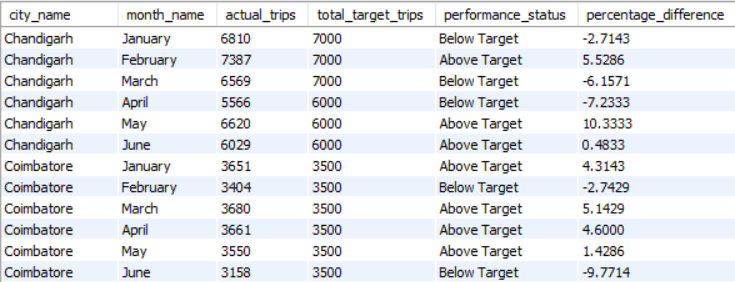 city_name month_name actual_trips total_target_trips performance_status percentage_difference
Chandigarh January 6810 7000 Below Target -2.7143
Chandigarh February 7387 7000 Above Target 5.5286
Chandigarh March 6569 7000 Below Target -6.1571
Chandigarh April 5566 6000 Below Target -7.2333
Chandigarh May 6620 6000 Above Target 10.3333
Chandigarh June 6029 6000 Above Target 0.4833
Coimbatore January 3651 3500 Above Target 4.3143
Coimbatore February 3404 3500 Below Target -2.7429
Coimbatore March 3680 3500 Above Target 5.1429
Coimbatore April 3661 3500 Above Target 4.6000
Coimbatore May 3550 3500 Above Target 1.4286
Coimbatore June 3158 3500 Below Target -9.7714